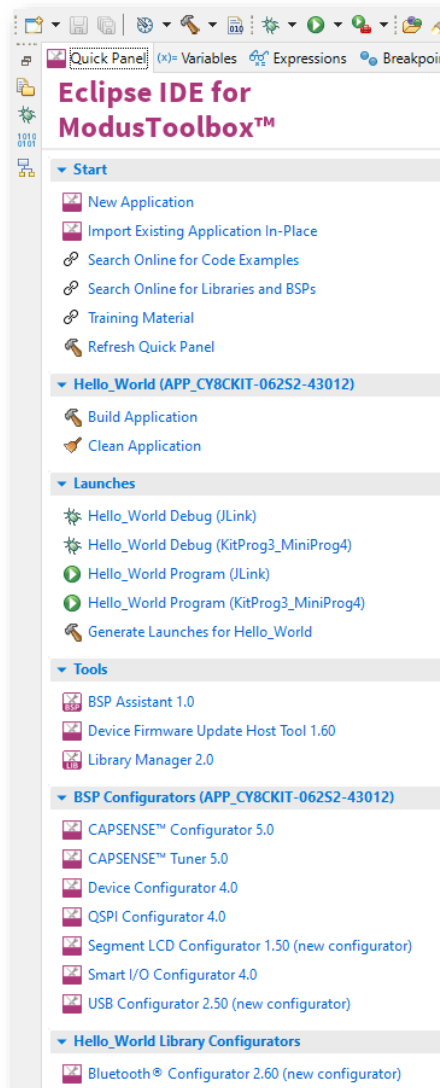 Quick Panel
(x)= Variables
Expressions
Breakpoin
010
1010
0101
Eclipse IDE for
ModusToolbox™
Start
New Application
Import Existing Application In-Place
Search Online for Code Examples
Search Online for Libraries and BSPs
Training Material
Refresh Quick Panel
Hello_World (APP_CY8CKIT-062S2-43012)
Build Application
Clean Application
Launches
Hello_World Debug (JLink)
Hello_World Debug (KitProg3_MiniProg4)
Hello_World Program (JLink)
Hello_World Program (KitProg3_MiniProg4)
Generate Launches for Hello_World
Tools
BSP
BSP Assistant 1.0
Device Firmware Update Host Tool 1.60
LIB
Library Manager 2.0
BSP Configurators (APP_CY8CKIT-062S2-43012)
CAPSENSE™ Configurator 5.0
CAPSENSE™ Tuner 5.0
Device Configurator 4.0
QSPI Configurator 4.0
Segment LCD Configurator 1.50 (new configurator)
Smart I/O Configurator 4.0
USB Configurator 2.50 (new configurator)
Hello_World Library Configurators
Bluetooth® Configurator 2.60 (new configurator)